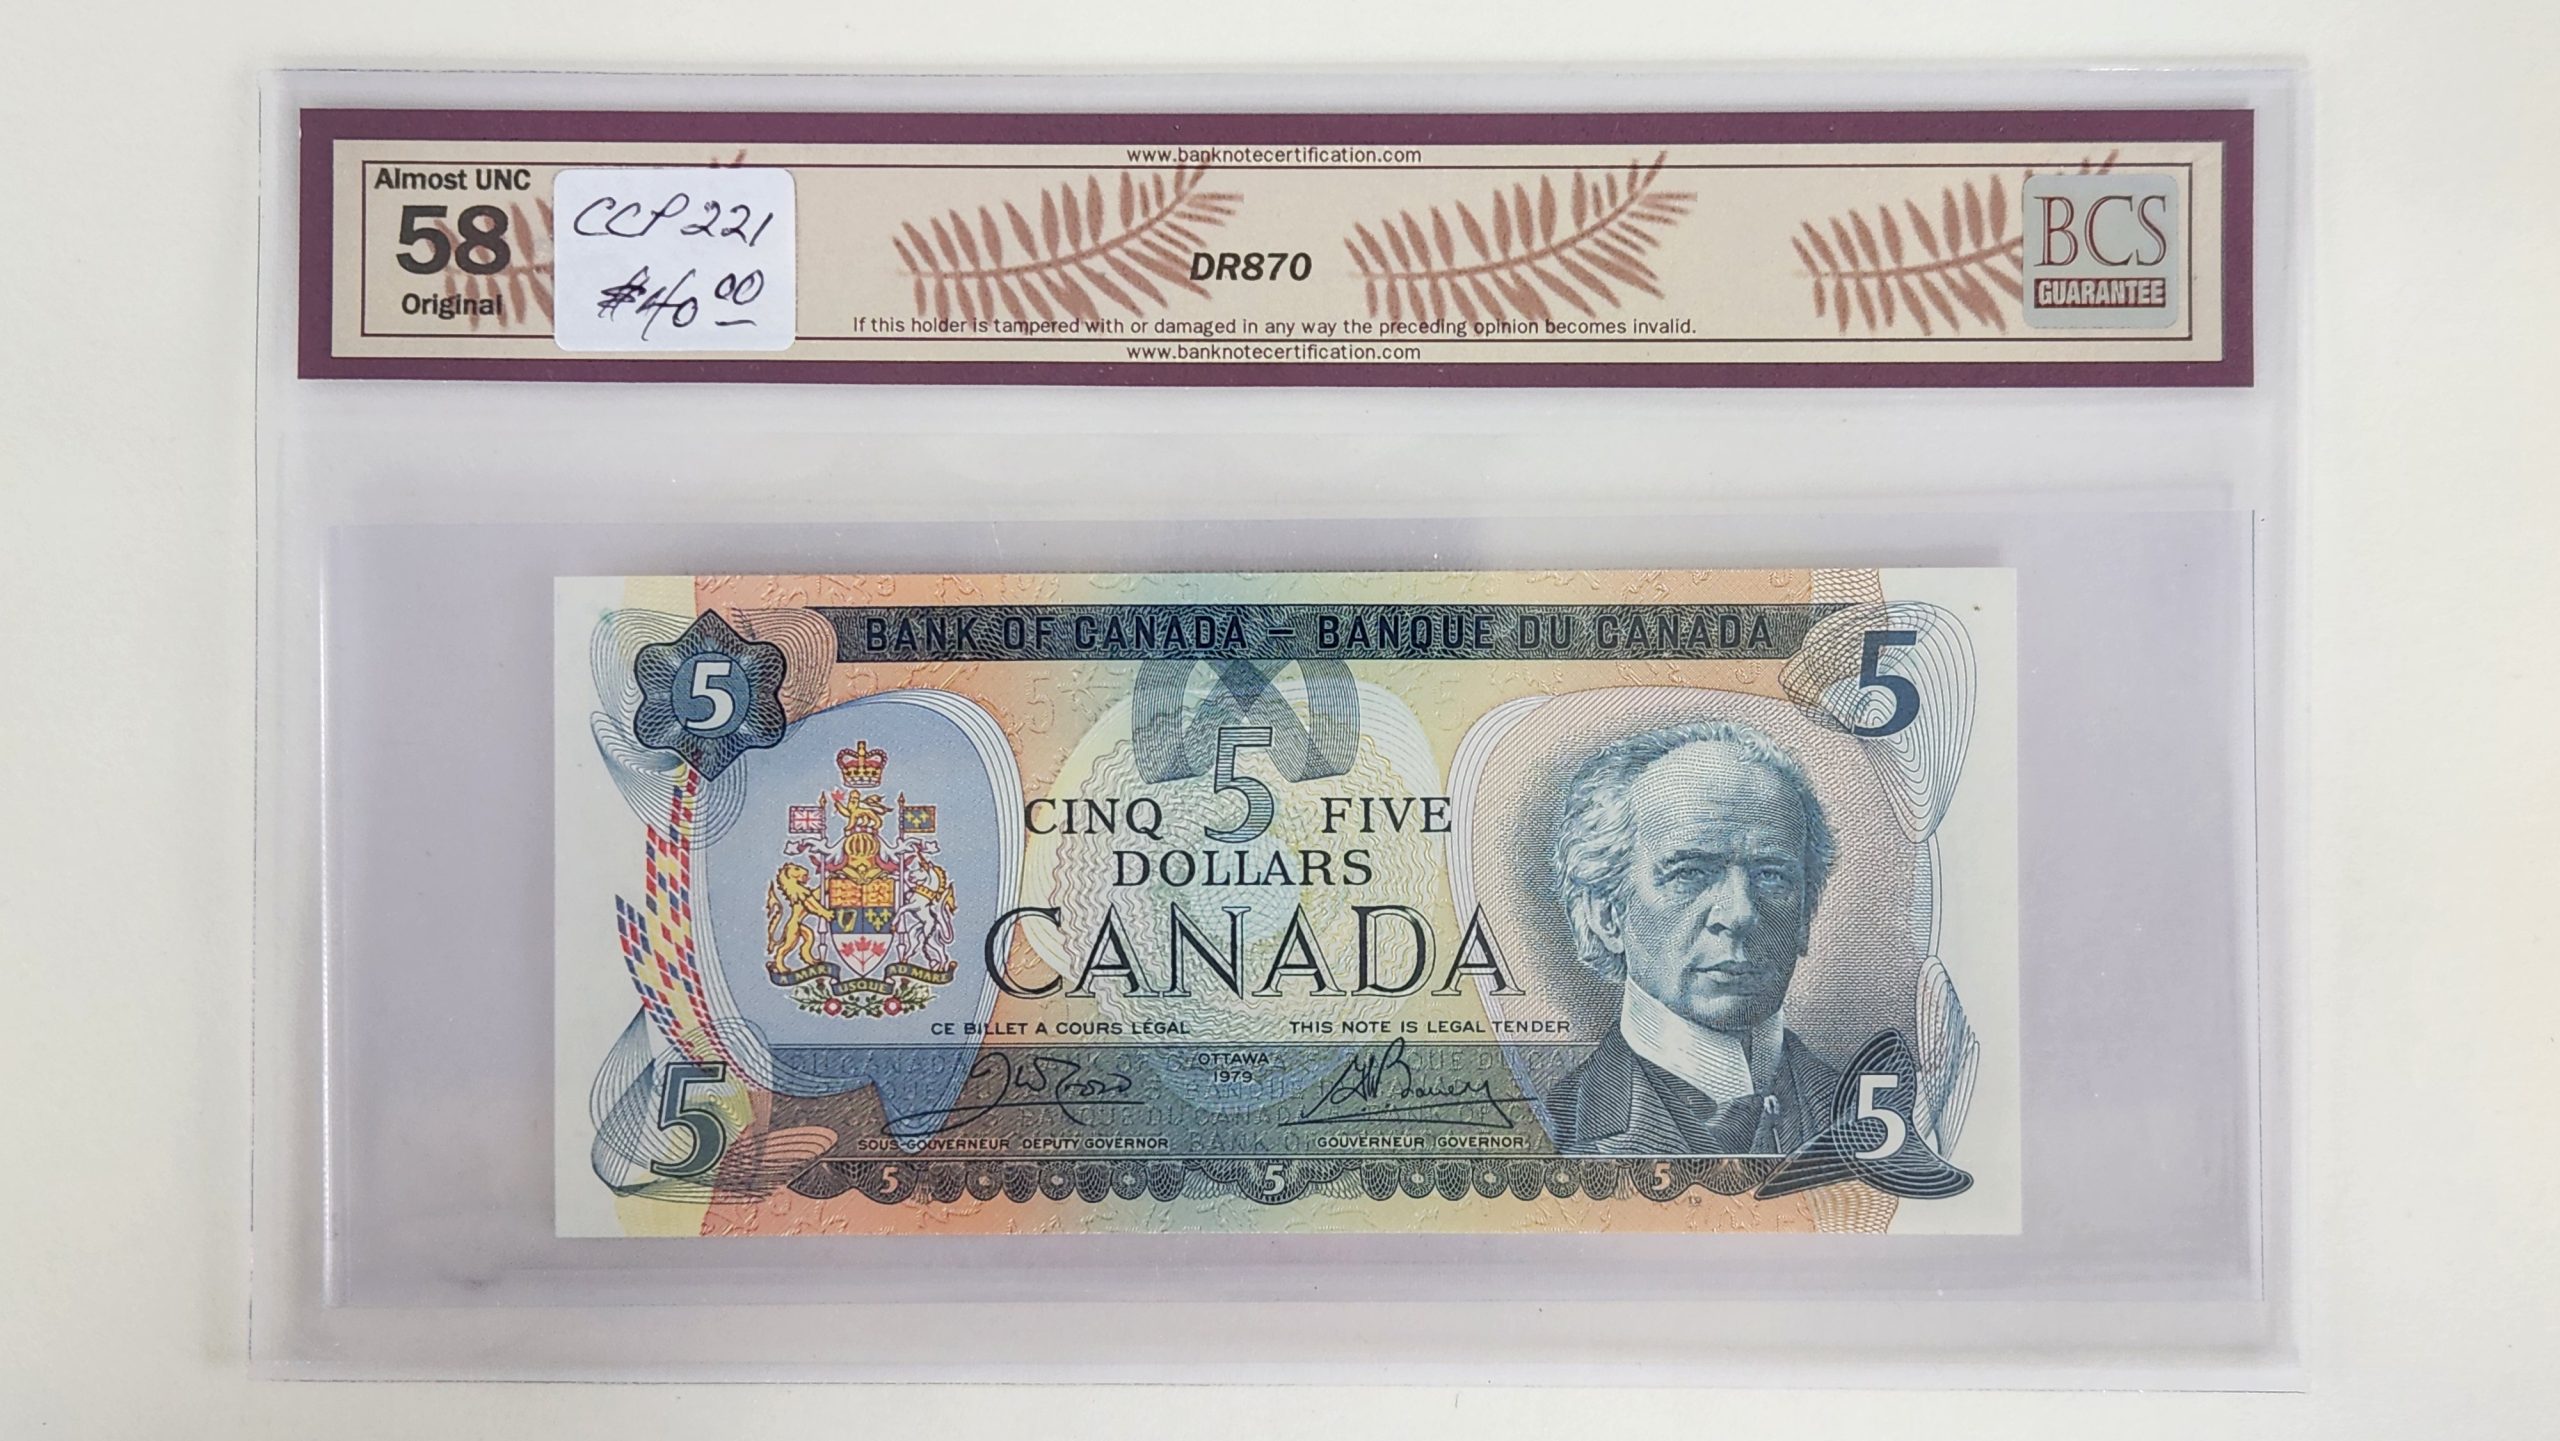 www.banknotecertification.com
Almost UNC
58
Original
CCP 221
$40.00
DR870
BCS
GUARANTEE
If this holder is tampered with or damaged in any way the preceding opinion becomes invalid.
www.banknotecertification.com
BANK OF CANADA – BANQUE DU CANADA
5
5
5
CINQ FIVE
DOLLARS
CANADA
A MARI USQUE AD MARE
CE BILLET A COURS LÉGAL THIS NOTE IS LEGAL TENDER
OTTAWA
1979
SOUS-GOUVERNEUR DEPUTY GOVERNOR
GOUVERNEUR GOVERNOR
5
5
5 5 5